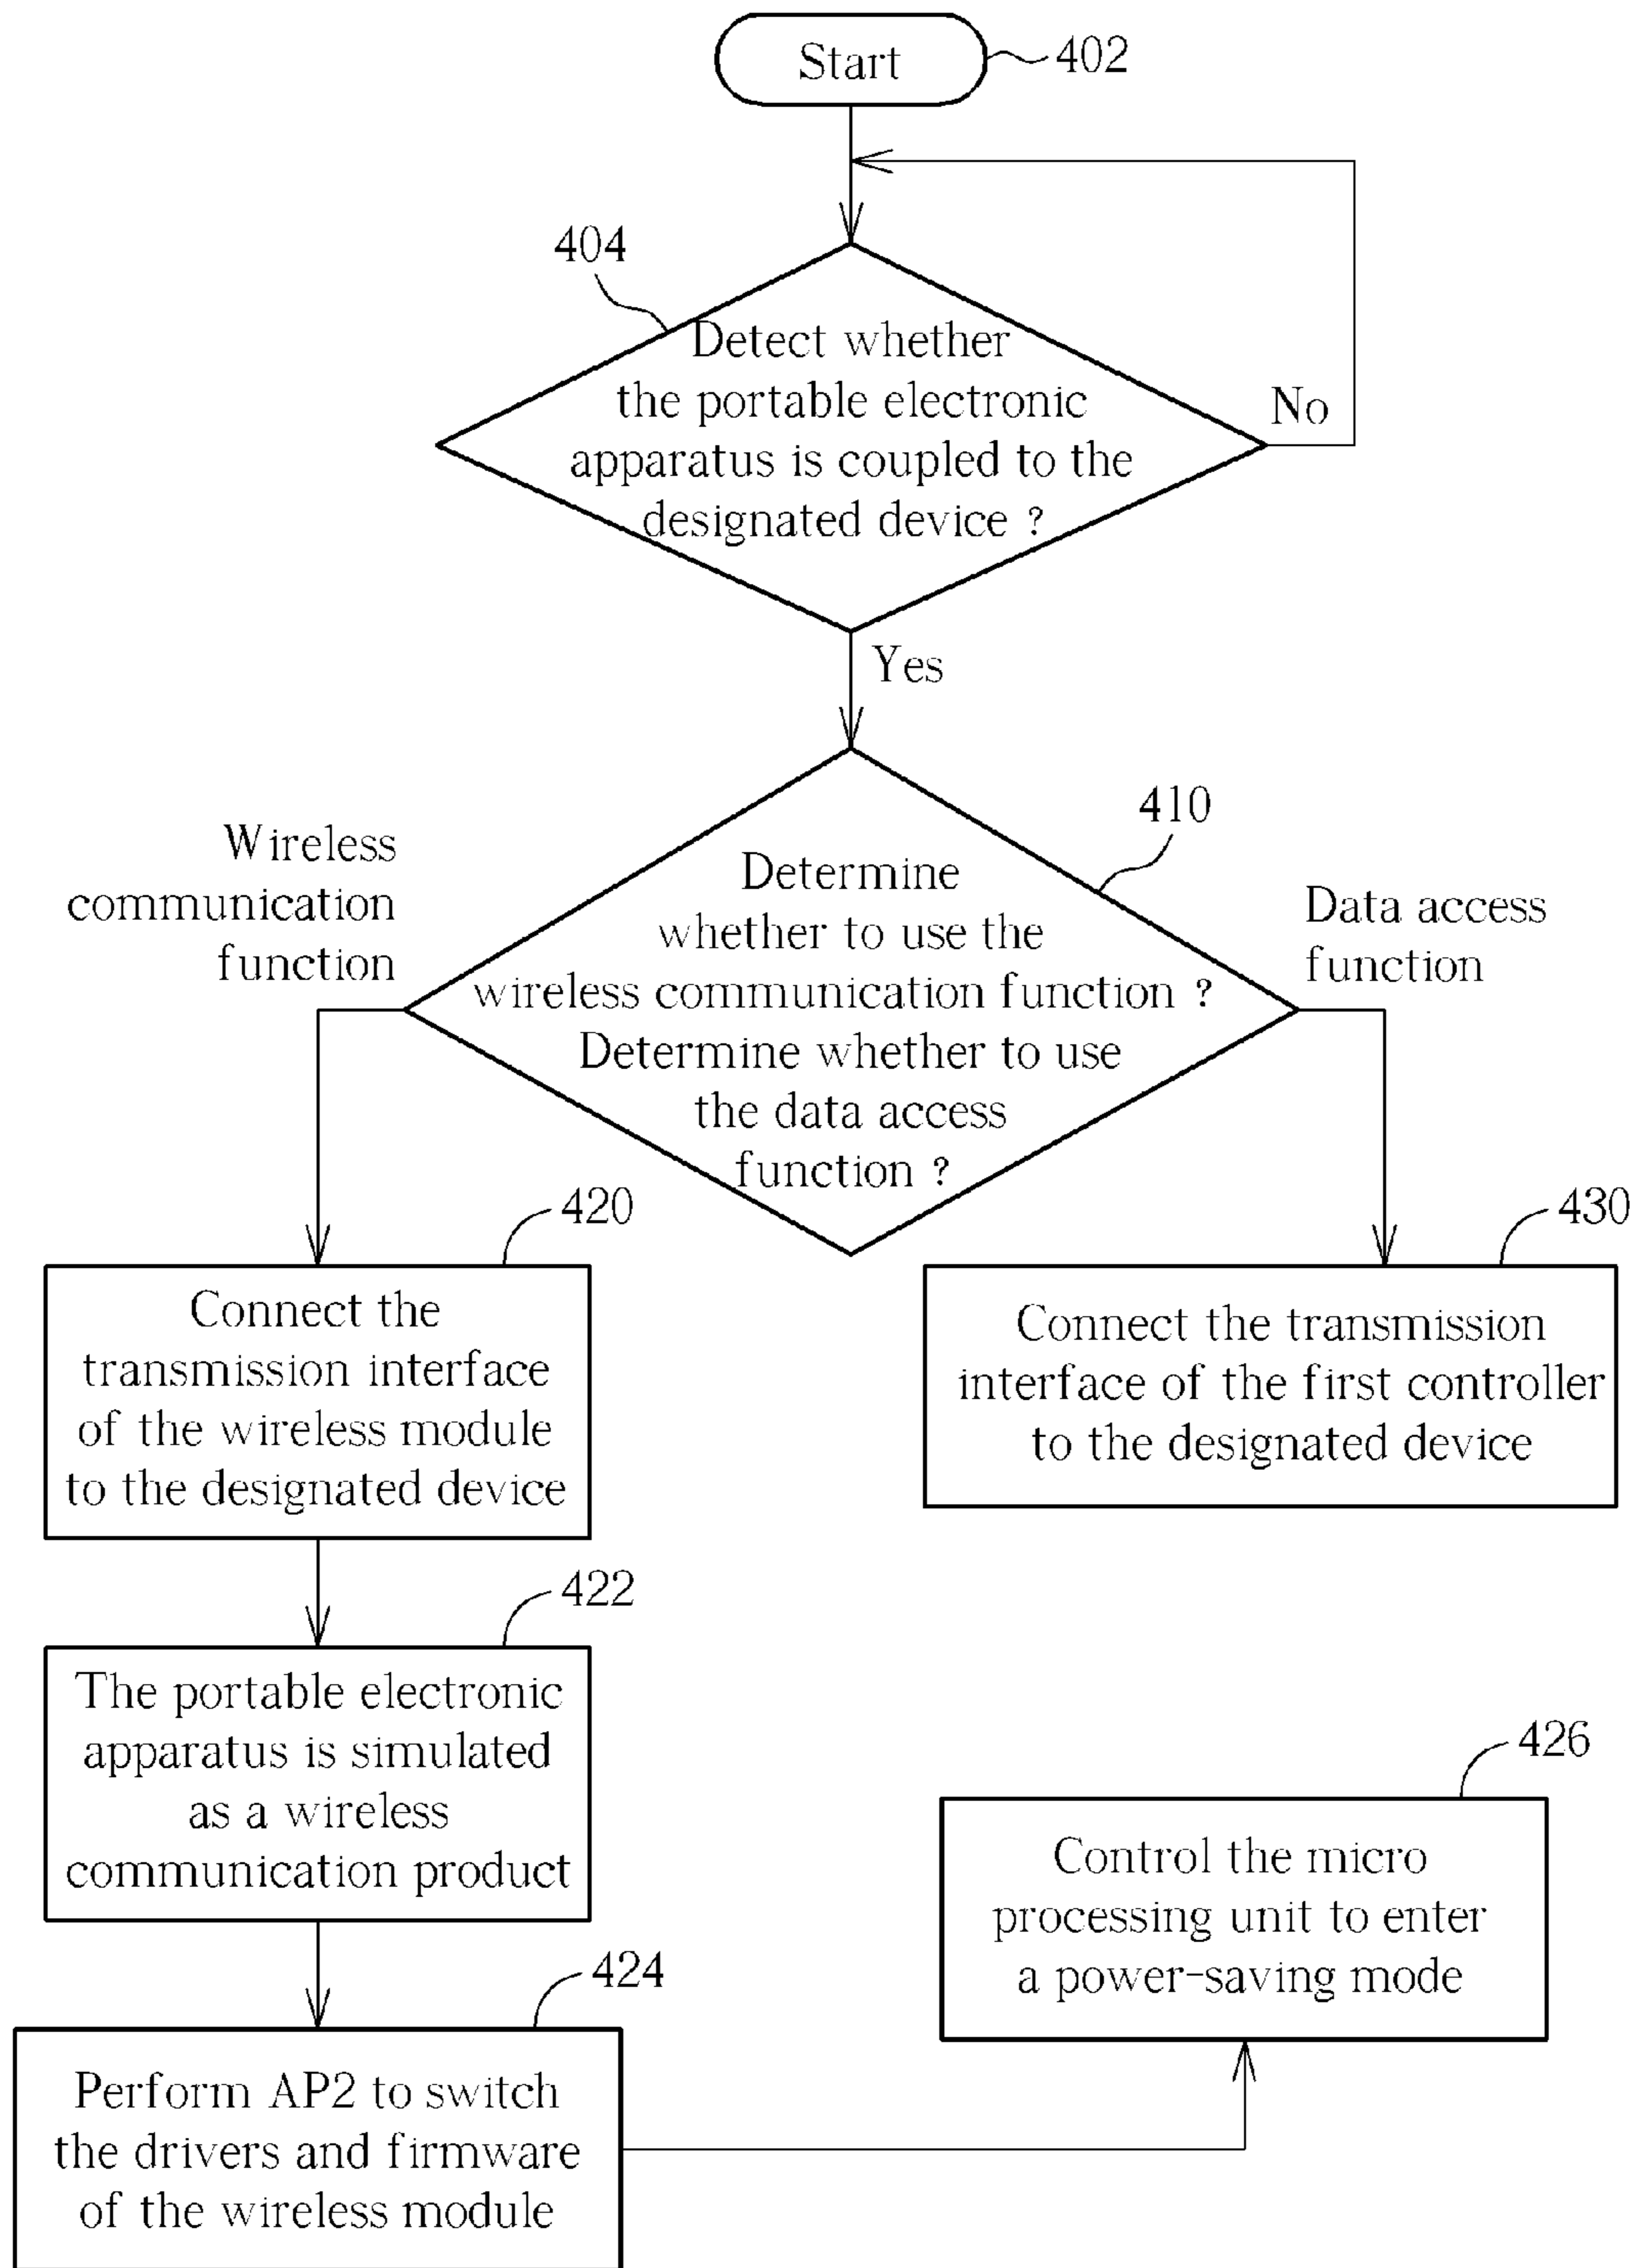 Start
402
404
Detect whether
the portable electronic
apparatus is coupled to the
designated device ?
No
Yes
410
Wireless
communication
function
Determine
whether to use the
wireless communication function ?
Determine whether to use
the data access
function ?
Data access
function
420
Connect the
transmission interface
of the wireless module
to the designated device
430
Connect the transmission
interface of the first controller
to the designated device
422
The portable electronic
apparatus is simulated
as a wireless
communication product
424
Perform AP2 to switch
the drivers and firmware
of the wireless module
426
Control the micro
processing unit to enter
a power-saving mode